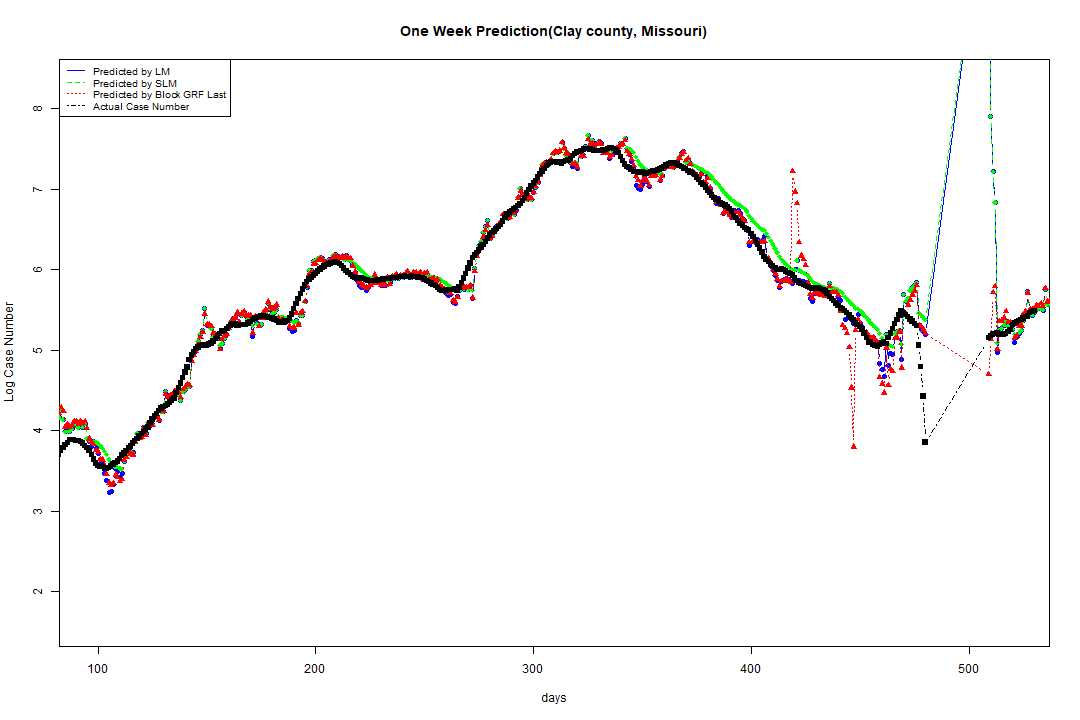 One Week Prediction(Clay county, Missouri)
Predicted by LM
Predicted by SLM
Predicted by Block GRF Last
Actual Case Number
Log Case Number
8
7
6
5
4
3
2
100 200 300 400 500
days